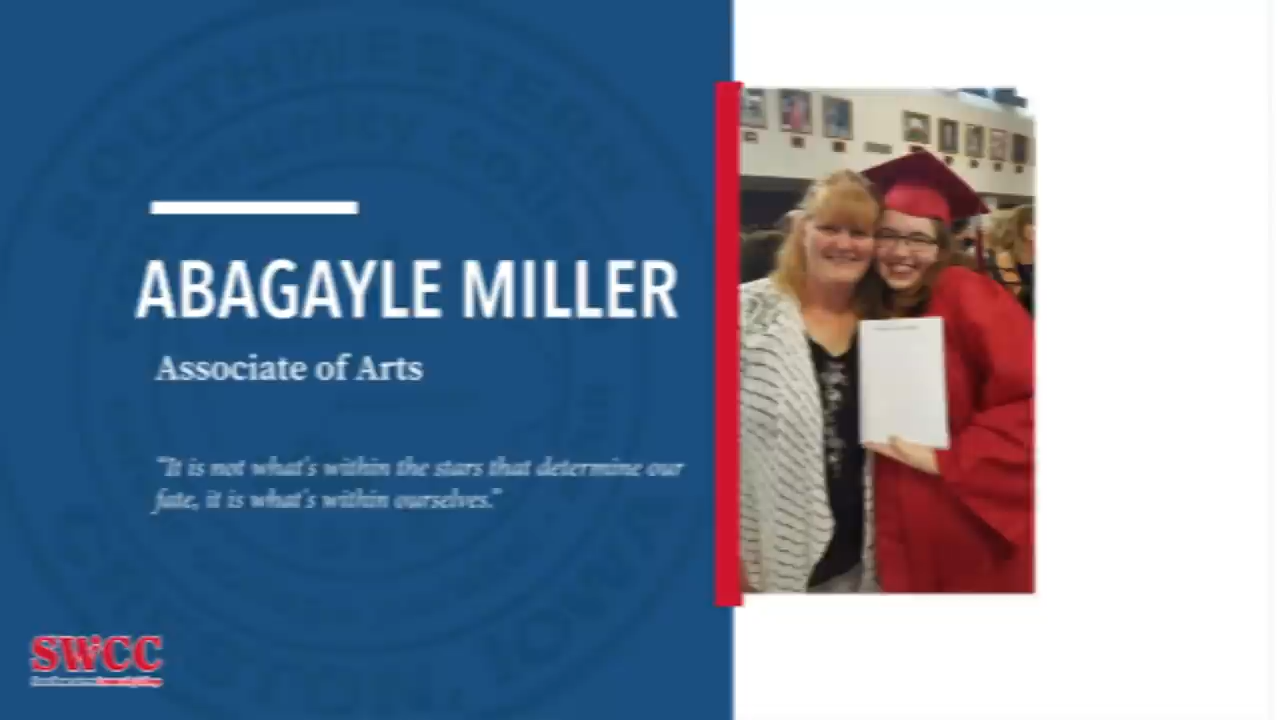 ABAGAYLE MILLER
Associate of Arts
"It is not what's within the stars that determine our
fate, it is what's within ourselves."
SWCC